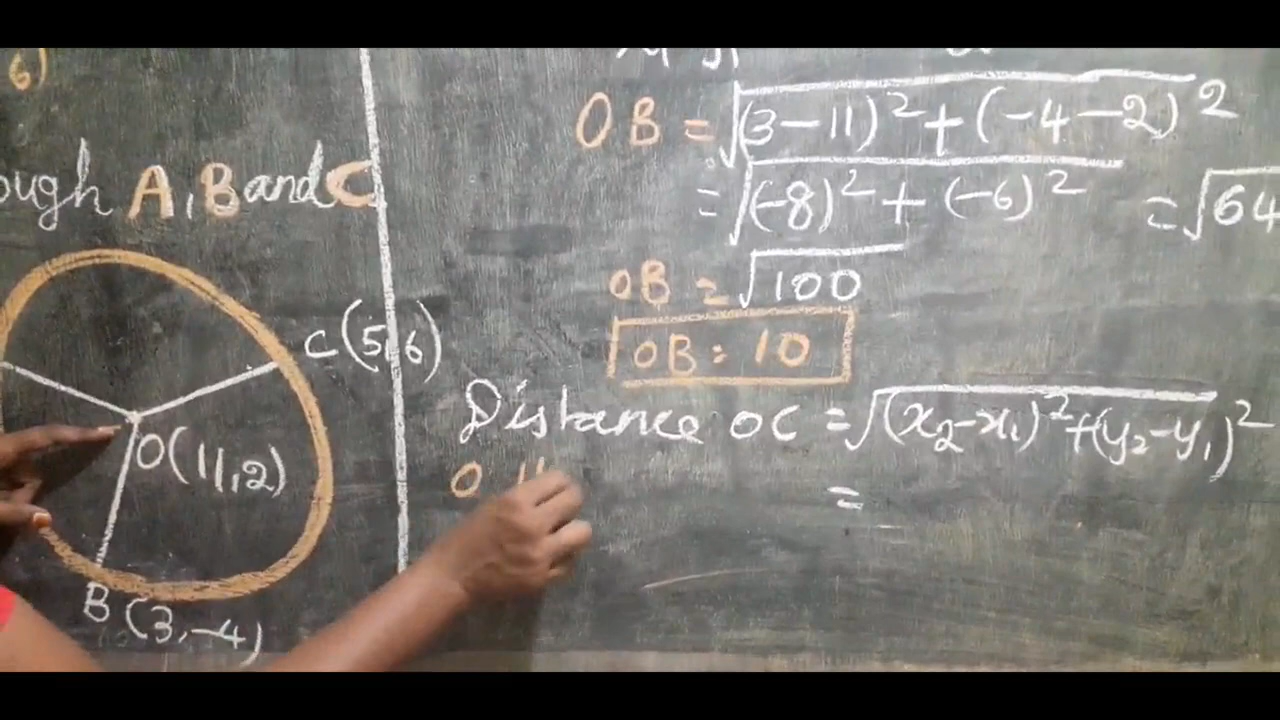 6)
ough A, B and C
C(5,6)
O(11,2)
B(3,-4)
OB = √(3-11)² + (-4-2)²
= √(-8)² + (-6)² = √64
OB = √100
OB = 10
Distance OC = √(x₂-x₁)² + (y₂-y₁)²
O
=